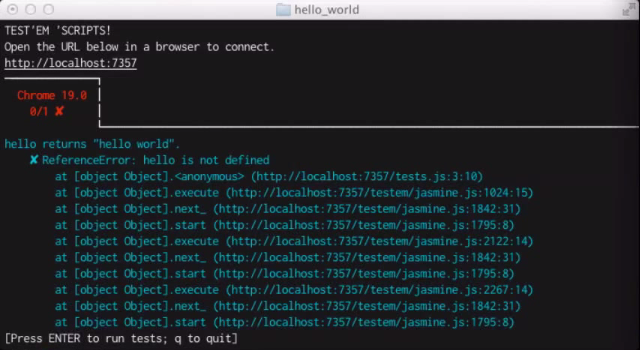 hello_world
TEST'EM 'SCRIPTS!
Open the URL below in a browser to connect.
http://localhost:7357
Chrome 19.0
0/1 ✘
hello returns "hello world".
✘ ReferenceError: hello is not defined
at [object Object].<anonymous> (http://localhost:7357/tests.js:3:10)
at [object Object].execute (http://localhost:7357/testem/jasmine.js:1024:15)
at [object Object].next_ (http://localhost:7357/testem/jasmine.js:1842:31)
at [object Object].start (http://localhost:7357/testem/jasmine.js:1795:8)
at [object Object].execute (http://localhost:7357/testem/jasmine.js:2122:14)
at [object Object].next_ (http://localhost:7357/testem/jasmine.js:1842:31)
at [object Object].start (http://localhost:7357/testem/jasmine.js:1795:8)
at [object Object].execute (http://localhost:7357/testem/jasmine.js:2267:14)
at [object Object].next_ (http://localhost:7357/testem/jasmine.js:1842:31)
at [object Object].start (http://localhost:7357/testem/jasmine.js:1795:8)
[Press ENTER to run tests; q to quit]